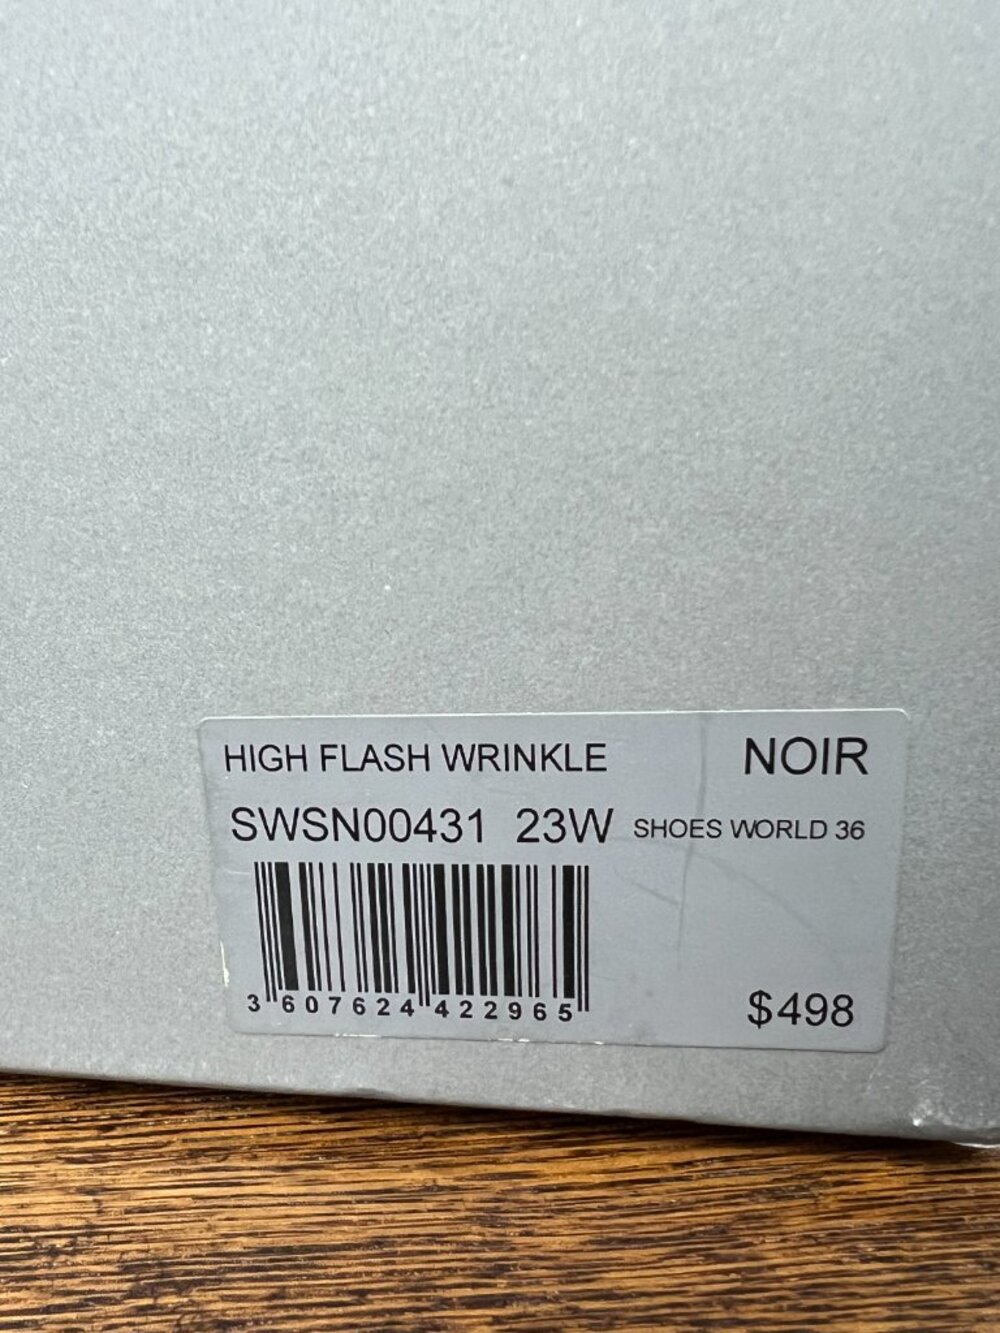 HIGH FLASH WRINKLE NOIR
SWSN00431 23W SHOES WORLD 36
3 607624 422965
$498